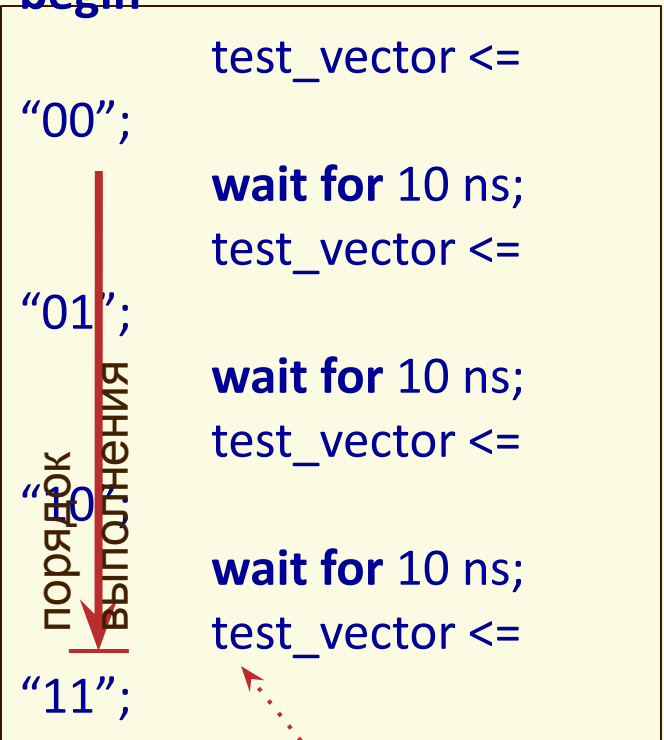 begin
test_vector <=
“00”;
wait for 10 ns;
test_vector <=
“01”;
wait for 10 ns;
test_vector <=
“10”;
wait for 10 ns;
test_vector <=
“11”;
порядок
выполнения